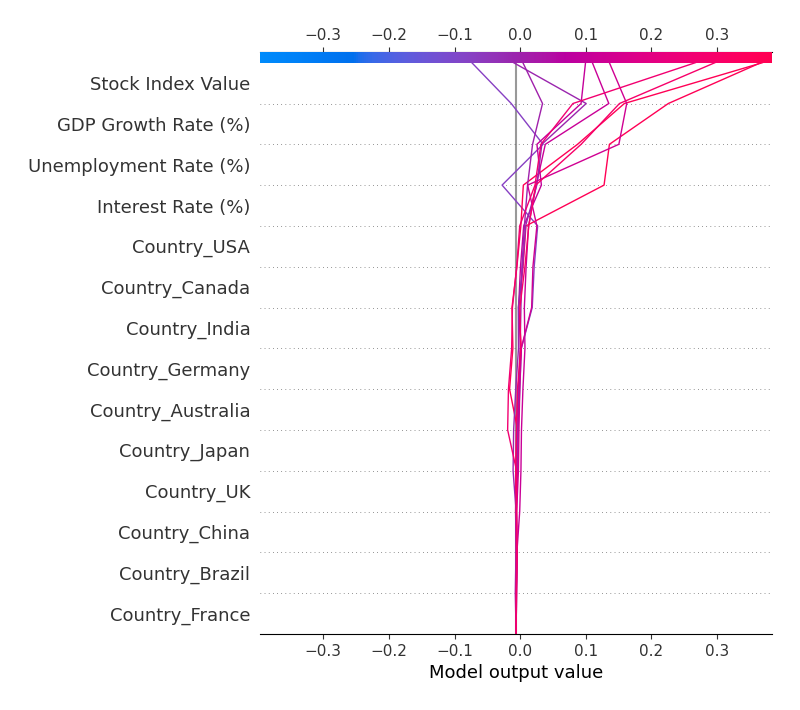 −0.3 −0.2 −0.1 0.0 0.1 0.2 0.3
Stock Index Value
GDP Growth Rate (%)
Unemployment Rate (%)
Interest Rate (%)
Country_USA
Country_Canada
Country_India
Country_Germany
Country_Australia
Country_Japan
Country_UK
Country_China
Country_Brazil
Country_France
−0.3 −0.2 −0.1 0.0 0.1 0.2 0.3
Model output value